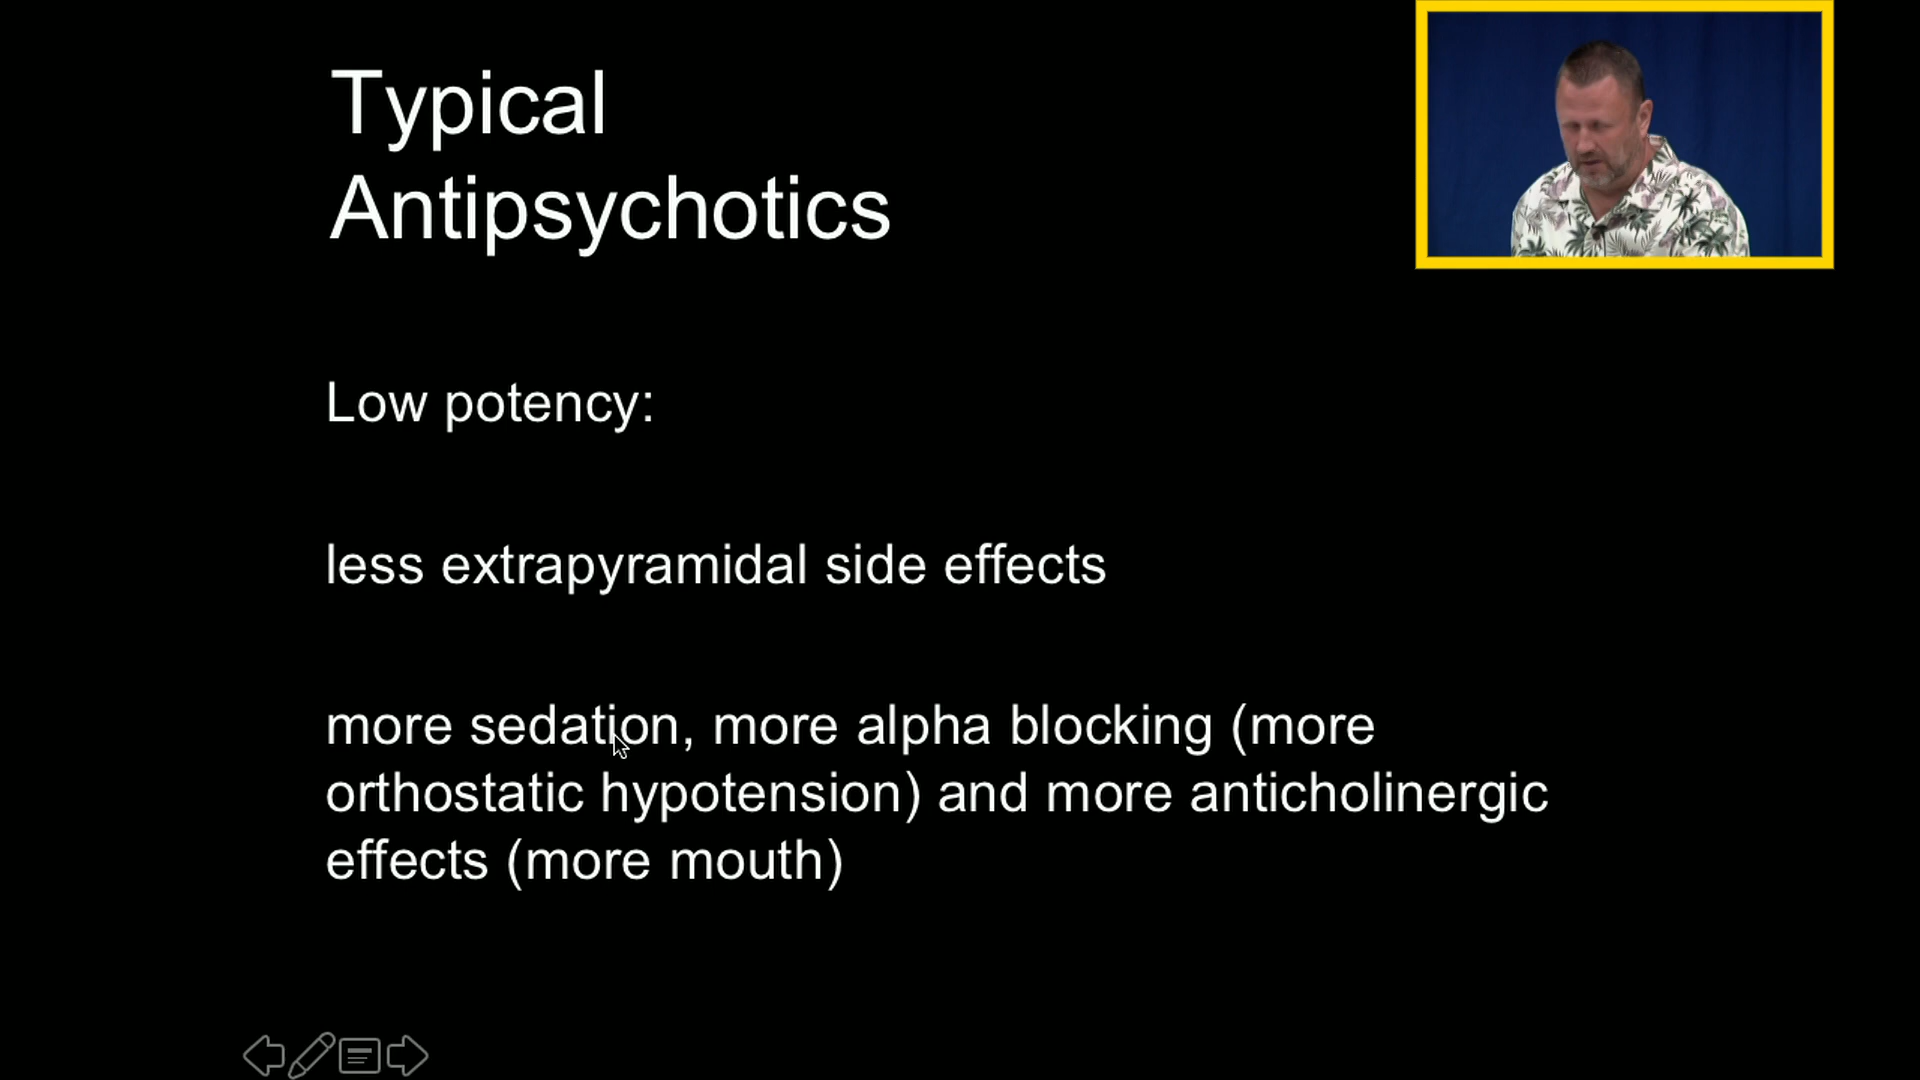 Typical
Antipsychotics
Low potency:
less extrapyramidal side effects
more sedation, more alpha blocking (more
orthostatic hypotension) and more anticholinergic
effects (more mouth)